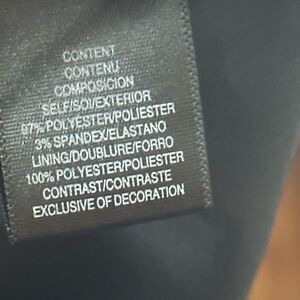 CONTENT
CONTENU
COMPOSICION
SELF/SOI/EXTERIOR
97% POLYESTER/POLIESTER
3% SPANDEX/ELASTANO
LINING/DOUBLURE/FORRO
100% POLYESTER/POLIESTER
CONTRAST/CONTRASTE
EXCLUSIVE OF DECORATION